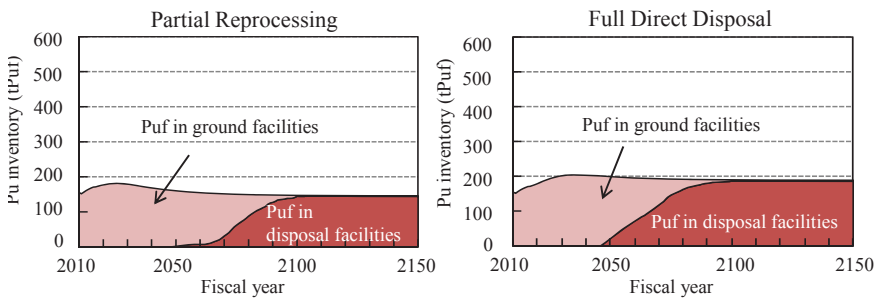 Partial Reprocessing
Pu inventory (tPuf)
600
500
400
300
200
100
0
Puf in ground facilities
Puf in
disposal facilities
2010
2050
2100
2150
Fiscal year
Full Direct Disposal
Pu inventory (tPuf)
600
500
400
300
200
100
0
Puf in ground facilities
Puf in disposal facilities
2010
2050
2100
2150
Fiscal year